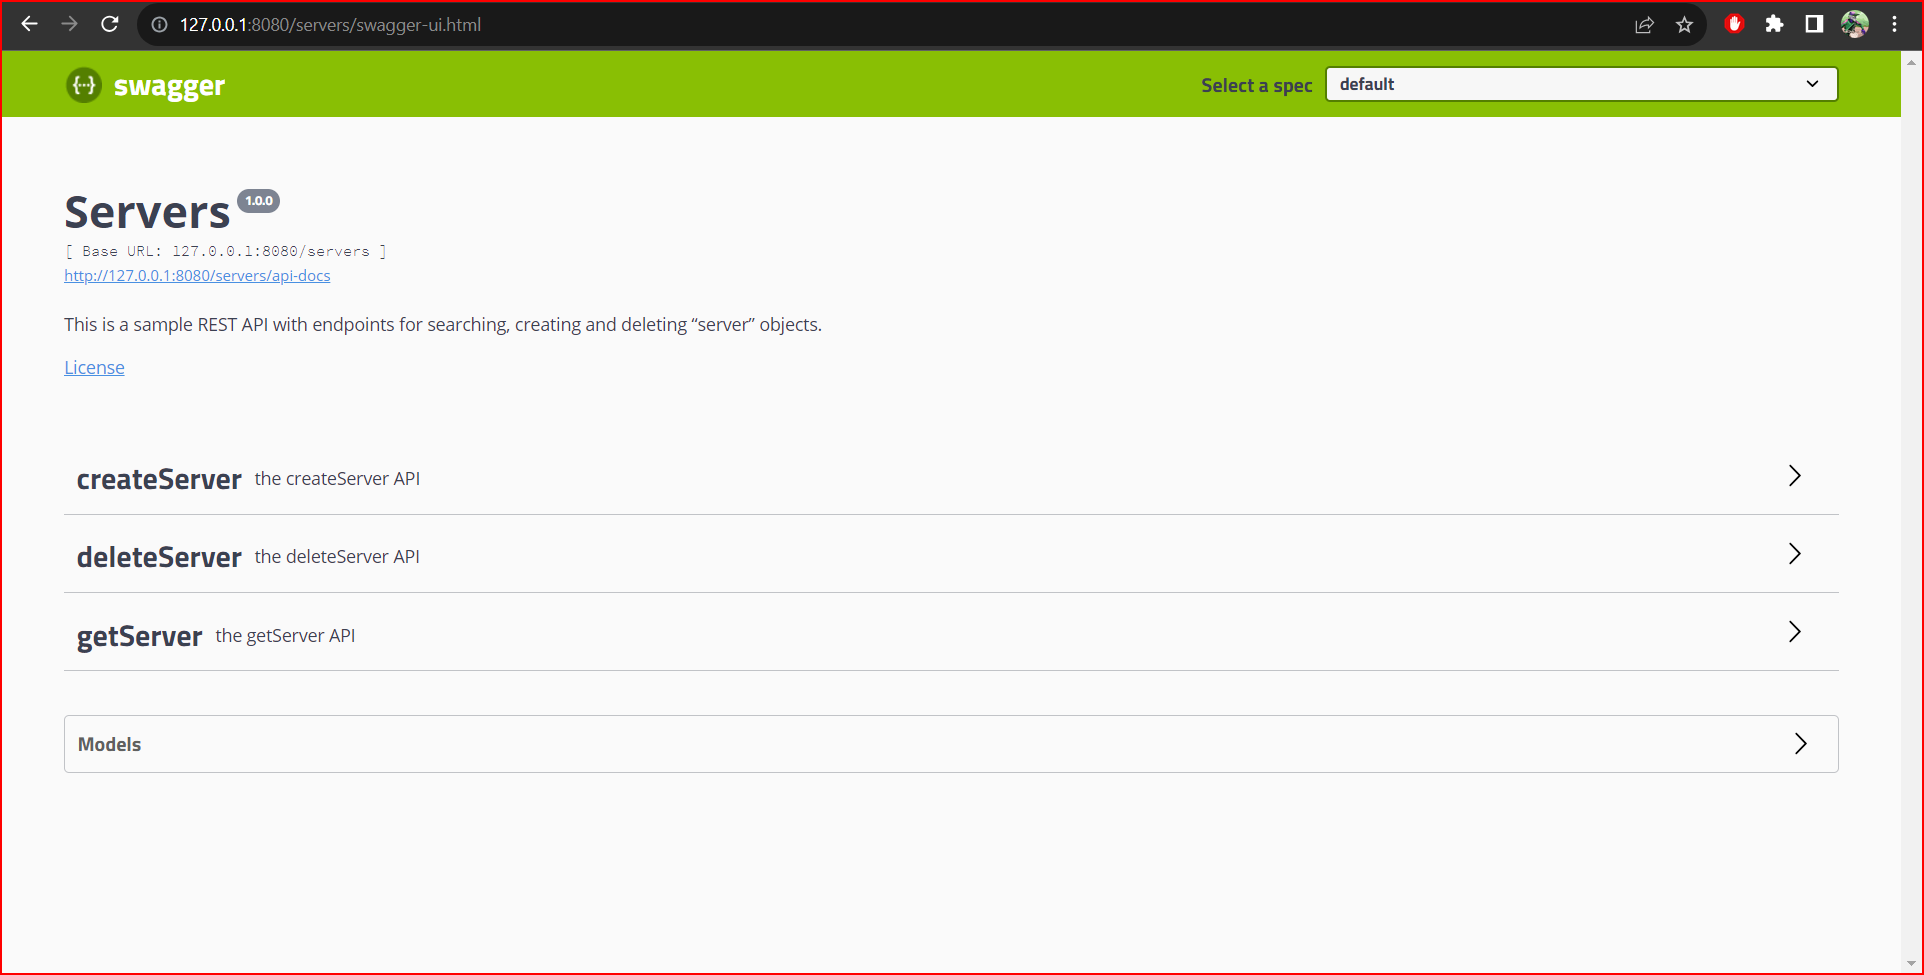 127.0.0.1:8080/servers/swagger-ui.html
{···} swagger
Select a spec
default
Servers 1.0.0
[ Base URL: 127.0.0.1:8080/servers ]
http://127.0.0.1:8080/servers/api-docs
This is a sample REST API with endpoints for searching, creating and deleting “server” objects.
License
createServer the createServer API
deleteServer the deleteServer API
getServer the getServer API
Models